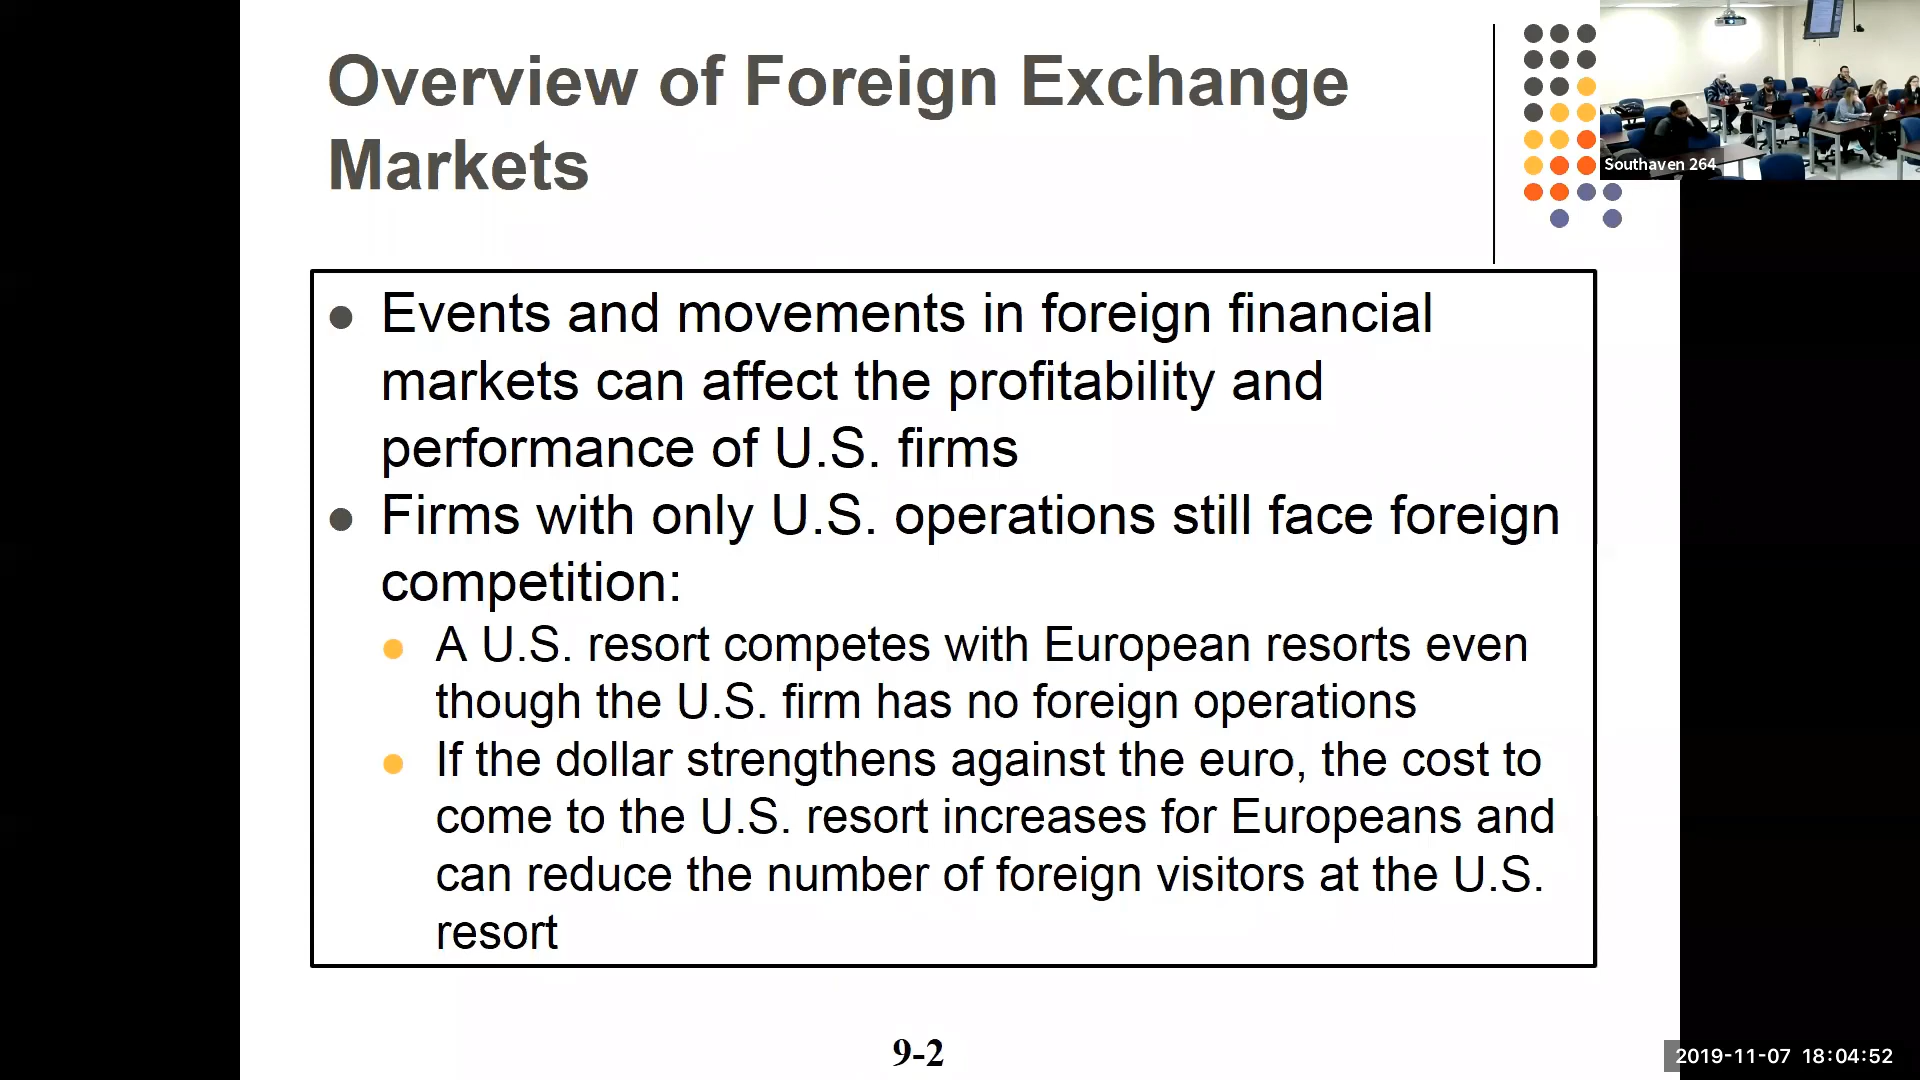 Overview of Foreign Exchange
Markets
Southaven 264
Events and movements in foreign financial
markets can affect the profitability and
performance of U.S. firms
Firms with only U.S. operations still face foreign
competition:
A U.S. resort competes with European resorts even
though the U.S. firm has no foreign operations
If the dollar strengthens against the euro, the cost to
come to the U.S. resort increases for Europeans and
can reduce the number of foreign visitors at the U.S.
resort
9-2
2019-11-07 18:04:52